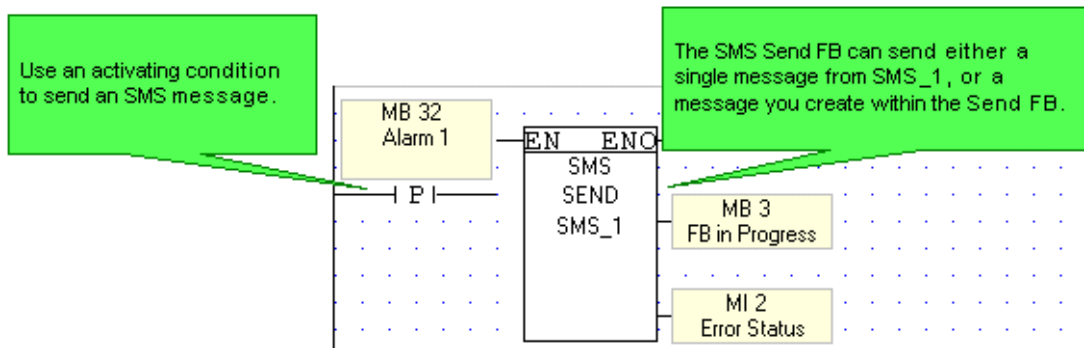 Use an activating condition
to send an SMS message.
The SMS Send FB can send either a
single message from SMS_1, or a
message you create within the Send FB.
MB 32
Alarm 1
EN ENO
P
SMS
SEND
SMS_1
MB 3
FB in Progress
MI 2
Error Status